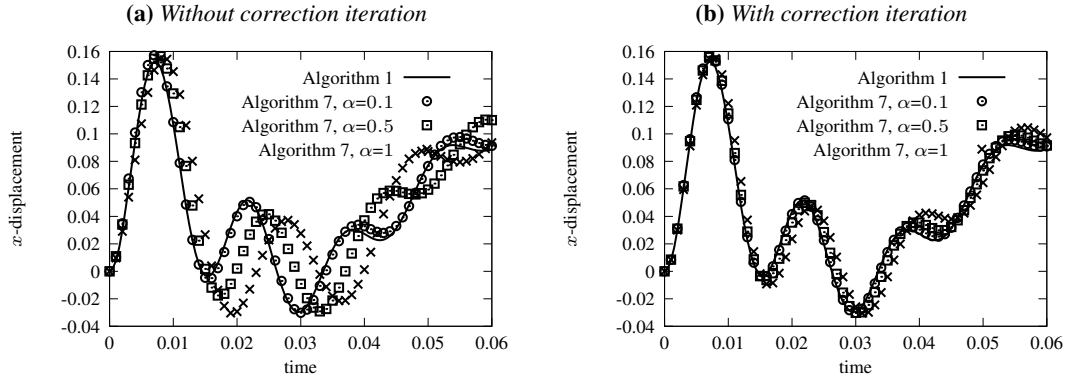 (a) Without correction iteration
0.16
0.14
0.12
0.1
0.08
0.06
0.04
0.02
0
-0.02
-0.04
x-displacement
0
0.01
0.02
0.03
0.04
0.05
0.06
time
Algorithm 1
Algorithm 7, α=0.1
Algorithm 7, α=0.5
Algorithm 7, α=1
(b) With correction iteration
0.16
0.14
0.12
0.1
0.08
0.06
0.04
0.02
0
-0.02
-0.04
x-displacement
0
0.01
0.02
0.03
0.04
0.05
0.06
time
Algorithm 1
Algorithm 7, α=0.1
Algorithm 7, α=0.5
Algorithm 7, α=1